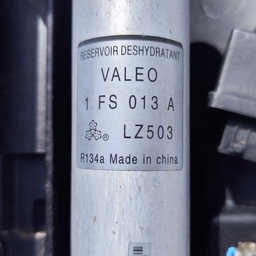 RESERVOIR DESHYDRATANT
VALEO
1 FS 013 A
® LZ503
R134a Made in china